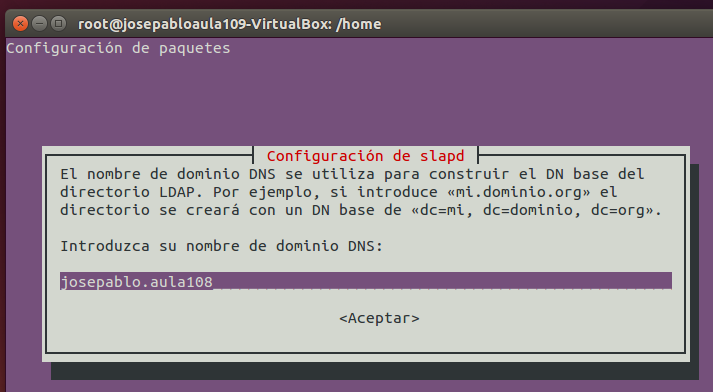 root@josepabloaula109-VirtualBox: /home
Configuración de paquetes
Configuración de slapd
El nombre de dominio DNS se utiliza para construir el DN base del
directorio LDAP. Por ejemplo, si introduce «mi.dominio.org» el
directorio se creará con un DN base de «dc=mi, dc=dominio, dc=org».
Introduzca su nombre de dominio DNS:
josepablo.aula108
<Aceptar>